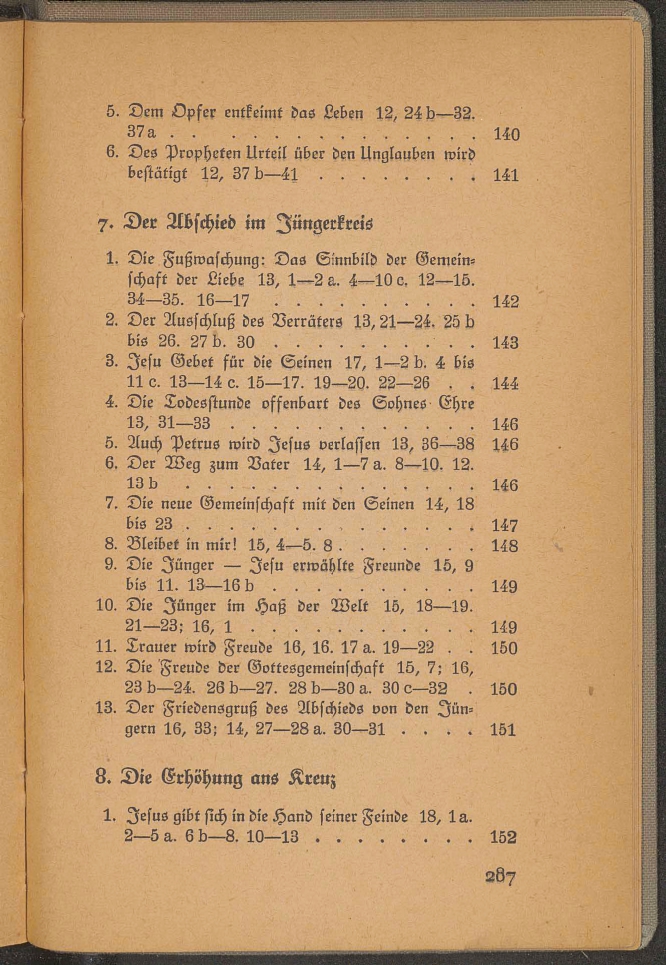 5. Dem Opfer entkeimt das Leben 12, 24 b—32.
37 a . . . . . . . . . . . . . . . 140
6. Des Propheten Urteil über den Unglauben wird
bestätigt 12, 37 b—41 . . . . . . . . 141
7. Der Abschied im Jüngerkreis
1. Die Fußwaschung: Das Sinnbild der Gemein-
schaft der Liebe 13, 1—2 a. 4—10 c. 12—15.
34—35. 16—17 . . . . . . . . . . 142
2. Der Ausschluß des Verräters 13, 21—24. 25 b
bis 26. 27 b. 30 . . . . . . . . . . 143
3. Jesu Gebet für die Seinen 17, 1—2 b. 4 bis
11 c. 13—14 c. 15—17. 19—20. 22—26 . . 144
4. Die Todesstunde offenbart des Sohnes Ehre
13, 31—33 . . . . . . . . . . . . 146
5. Auch Petrus wird Jesus verlassen 13, 36—38 146
6. Der Weg zum Vater 14, 1—7 a. 8—10. 12.
13 b . . . . . . . . . . . . . . 146
7. Die neue Gemeinschaft mit den Seinen 14, 18
bis 23 . . . . . . . . . . . . . . 147
8. Bleibet in mir! 15, 4—5. 8 . . . . . . . 148
9. Die Jünger — Jesu erwählte Freunde 15, 9
bis 11. 13—16 b . . . . . . . . . . 149
10. Die Jünger im Haß der Welt 15, 18—19.
21—23; 16, 1 . . . . . . . . . . . 149
11. Trauer wird Freude 16, 16. 17 a. 19—22 . . 150
12. Die Freude der Gottesgemeinschaft 15, 7; 16,
23 b—24. 26 b—27. 28 b—30 a. 30 c—32 . 150
13. Der Friedensgruß des Abschieds von den Jün-
gern 16, 33; 14, 27—28 a. 30—31 . . . . 151
8. Die Erhöhung ans Kreuz
1. Jesus gibt sich in die Hand seiner Feinde 18, 1 a.
2—5 a. 6 b—8. 10—13 . . . . . . . . 152
287